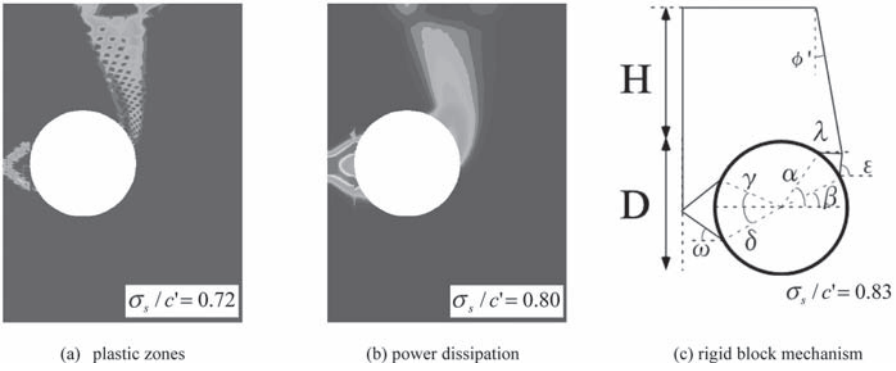 σs / c' = 0.72
(a) plastic zones
σs / c' = 0.80
(b) power dissipation
H
D
ϕ'
λ
ε
α
β
γ
δ
ω
σs / c' = 0.83
(c) rigid block mechanism